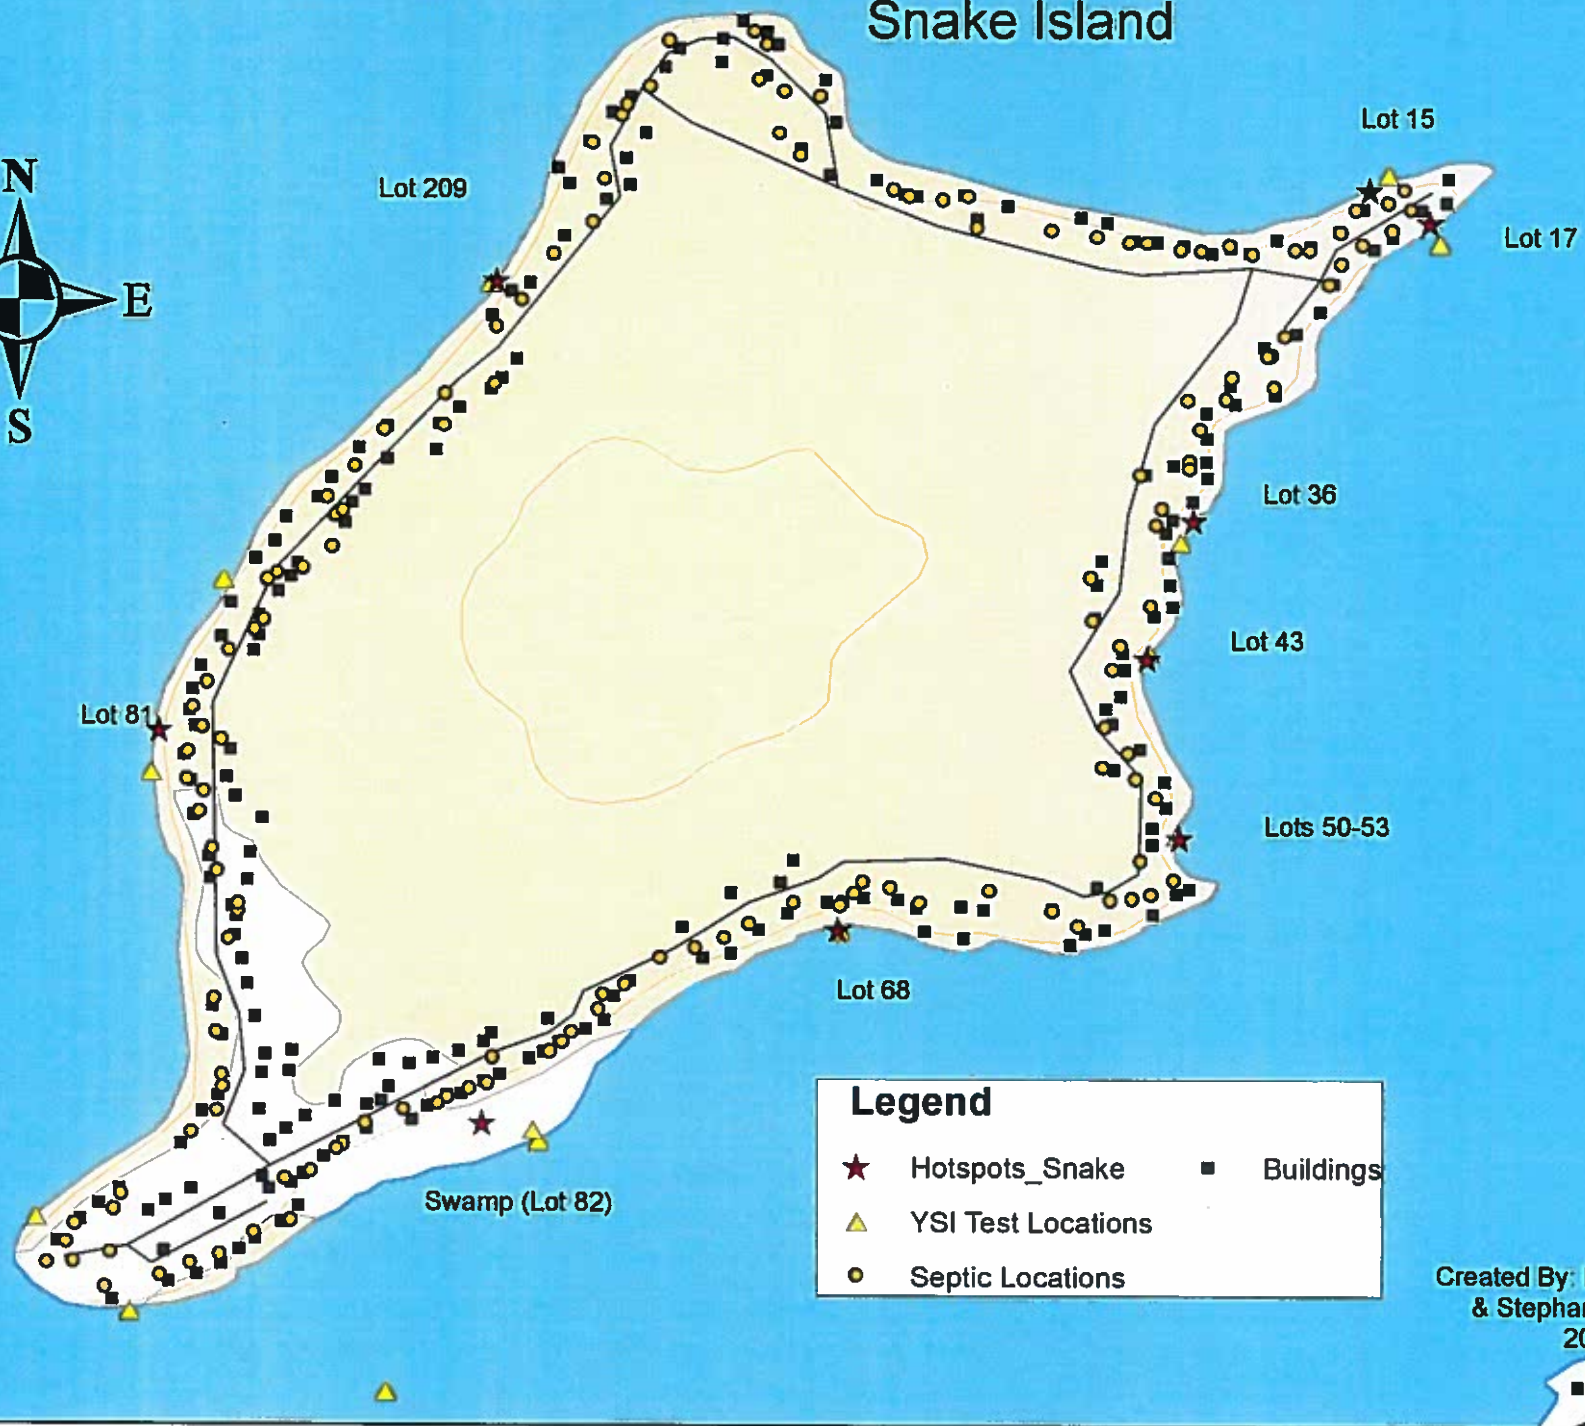 Snake Island
Lot 15
N
Lot 209
Lot 17
E
S
Lot 36
Lot 43
Lot 81
Lots 50-53
Lot 68
Legend
Hotspots_Snake
Buildings
YSI Test Locations
Swamp (Lot 82)
Septic Locations
Created By:
&